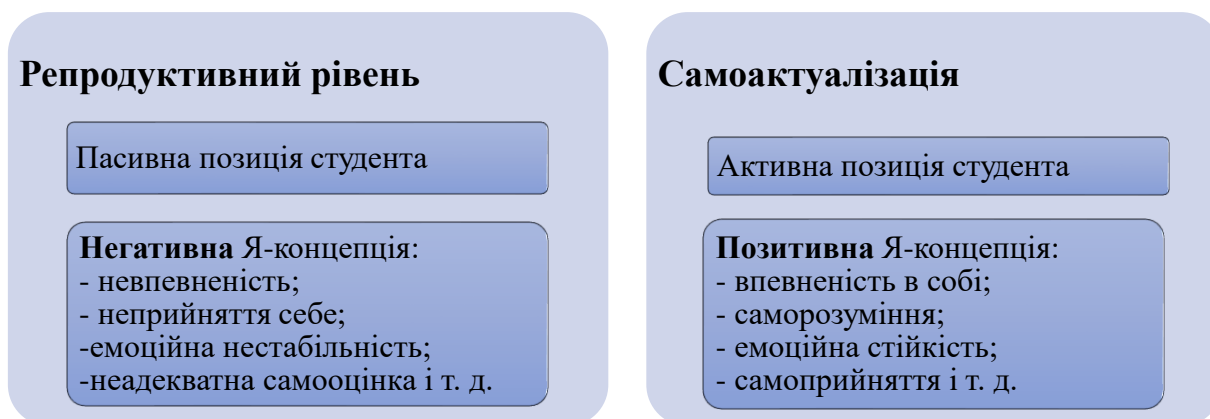 Репродуктивний рівень
Пасивна позиція студента
Негативна Я-концепція:
- невпевненість;
- неприйняття себе;
-емоційна нестабільність;
-неадекватна самооцінка і т. д.
Самоактуалізація
Активна позиція студента
Позитивна Я-концепція:
- впевненість в собі;
- саморозуміння;
- емоційна стійкість;
- самоприйняття і т. д.